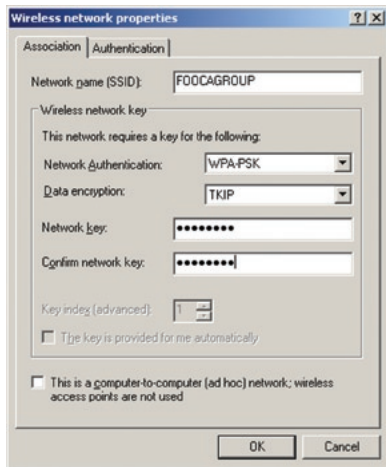 Wireless network properties
Association
Authentication
Network name (SSID):
FOOCAGROUP
Wireless network key
This network requires a key for the following:
Network Authentication:
WPA-PSK
Data encryption:
TKIP
Network key:
••••••••
Confirm network key:
••••••••
Key index (advanced):
1
The key is provided for me automatically
This is a computer-to-computer (ad hoc) network; wireless
access points are not used
OK
Cancel